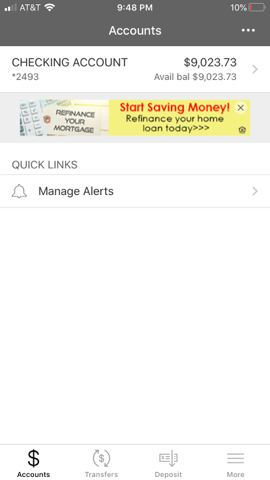 AT&T 9:48 PM 10%
Accounts
CHECKING ACCOUNT $9,023.73
*2493 Avail bal $9,023.73
REFINANCE
YOUR
MORTGAGE
Start Saving Money!
Refinance your home
loan today>>>
QUICK LINKS
Manage Alerts
Accounts Transfers Deposit More